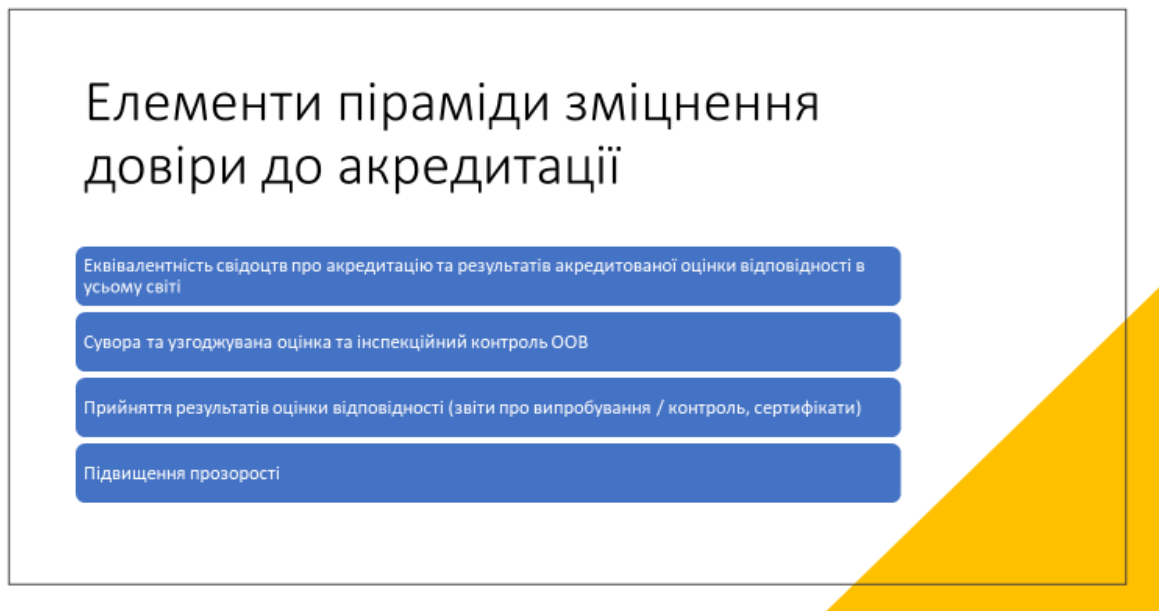 Елементи піраміди зміцнення
довіри до акредитації
Еквівалентність свідоцтв про акредитацію та результатів акредитованої оцінки відповідності в
усьому світі
Сувора та узгоджувана оцінка та інспекційний контроль ООВ
Прийняття результатів оцінки відповідності (звіти про випробування / контроль, сертифікати)
Підвищення прозорості